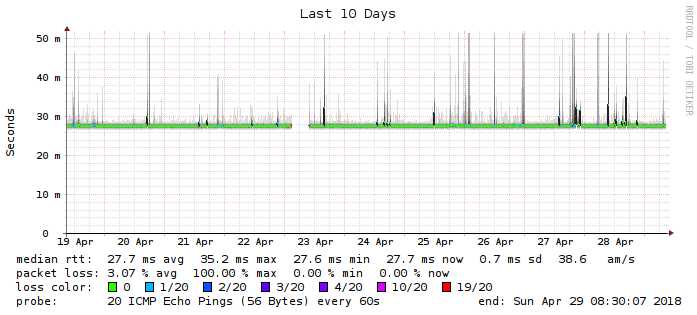 Last 10 Days
RRDTOOL / TOBI OETIKER
Seconds
50 m
40 m
30 m
20 m
10 m
0
19 Apr 20 Apr 21 Apr 22 Apr 23 Apr 24 Apr 25 Apr 26 Apr 27 Apr 28 Apr
median rtt: 27.7 ms avg 35.2 ms max 27.6 ms min 27.7 ms now 0.7 ms sd 38.6 am/s
packet loss: 3.07 % avg 100.00 % max 0.00 % min 0.00 % now
loss color: 0 1/20 2/20 3/20 4/20 10/20 19/20
probe: 20 ICMP Echo Pings (56 Bytes) every 60s end: Sun Apr 29 08:30:07 2018